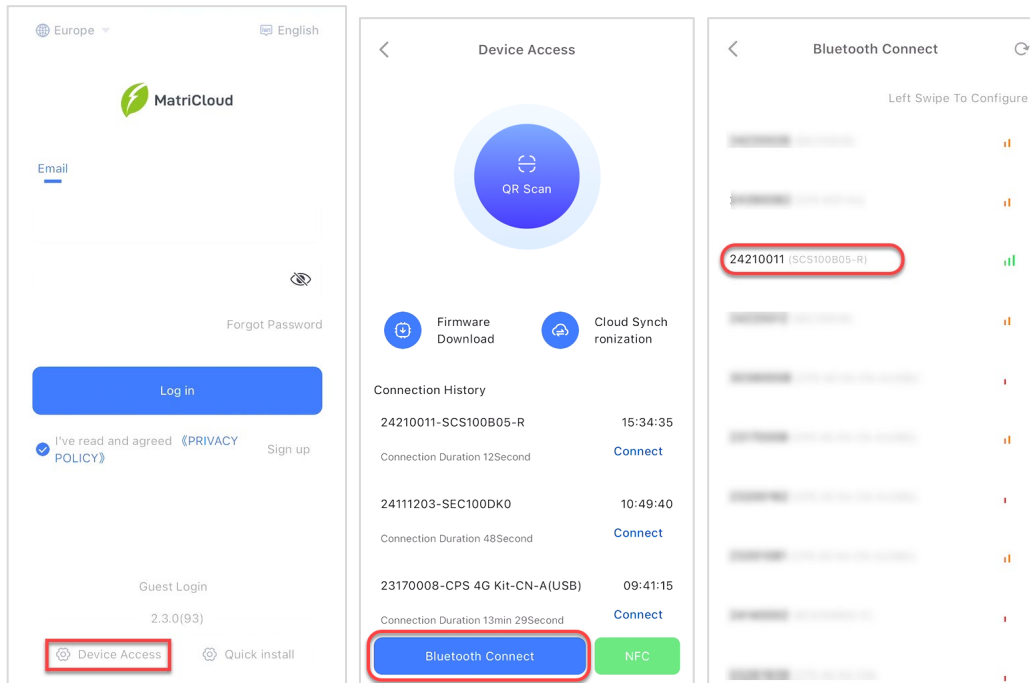 Europe
English
MatriCloud
Email
Forgot Password
Log in
I've read and agreed 《PRIVACY
POLICY》
Sign up
Guest Login
2.3.0(93)
Device Access
Quick install
Device Access
QR Scan
Firmware
Download
Cloud Synch
ronization
Connection History
24210011-SCS100B05-R
15:34:35
Connection Duration 12Second
Connect
24111203-SEC100DK0
10:49:40
Connection Duration 48Second
Connect
23170008-CPS 4G Kit-CN-A(USB)
09:41:15
Connection Duration 13min 29Second
Connect
Bluetooth Connect
NFC
Bluetooth Connect
Left Swipe To Configure
24210011 (SCS100B05-R)